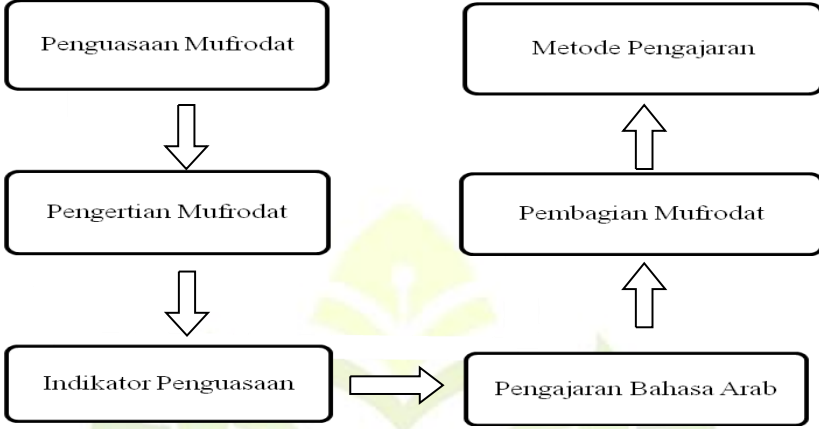 Penguasaan Mufrodat
Pengertian Mufrodat
Indikator Penguasaan
Pengajaran Bahasa Arab
Pembagian Mufrodat
Metode Pengajaran